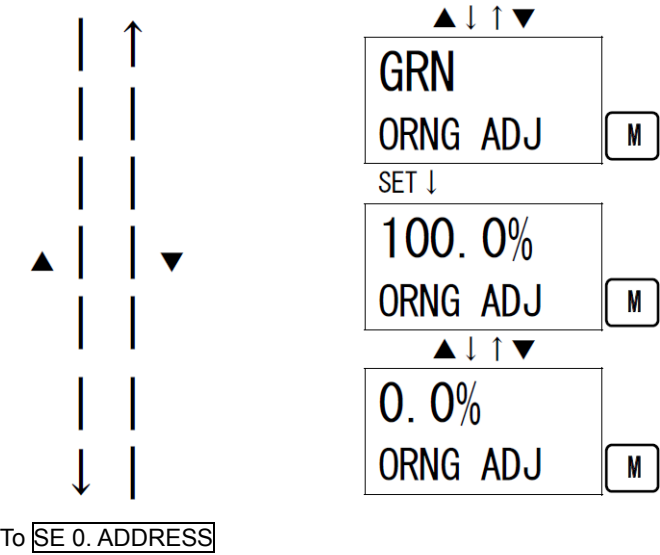 ▲↓↑▼
GRN
ORNG ADJ
M
SET↓
100.0%
ORNG ADJ
M
▲ ▼
▲↓↑▼
0.0%
ORNG ADJ
M
To SE 0. ADDRESS